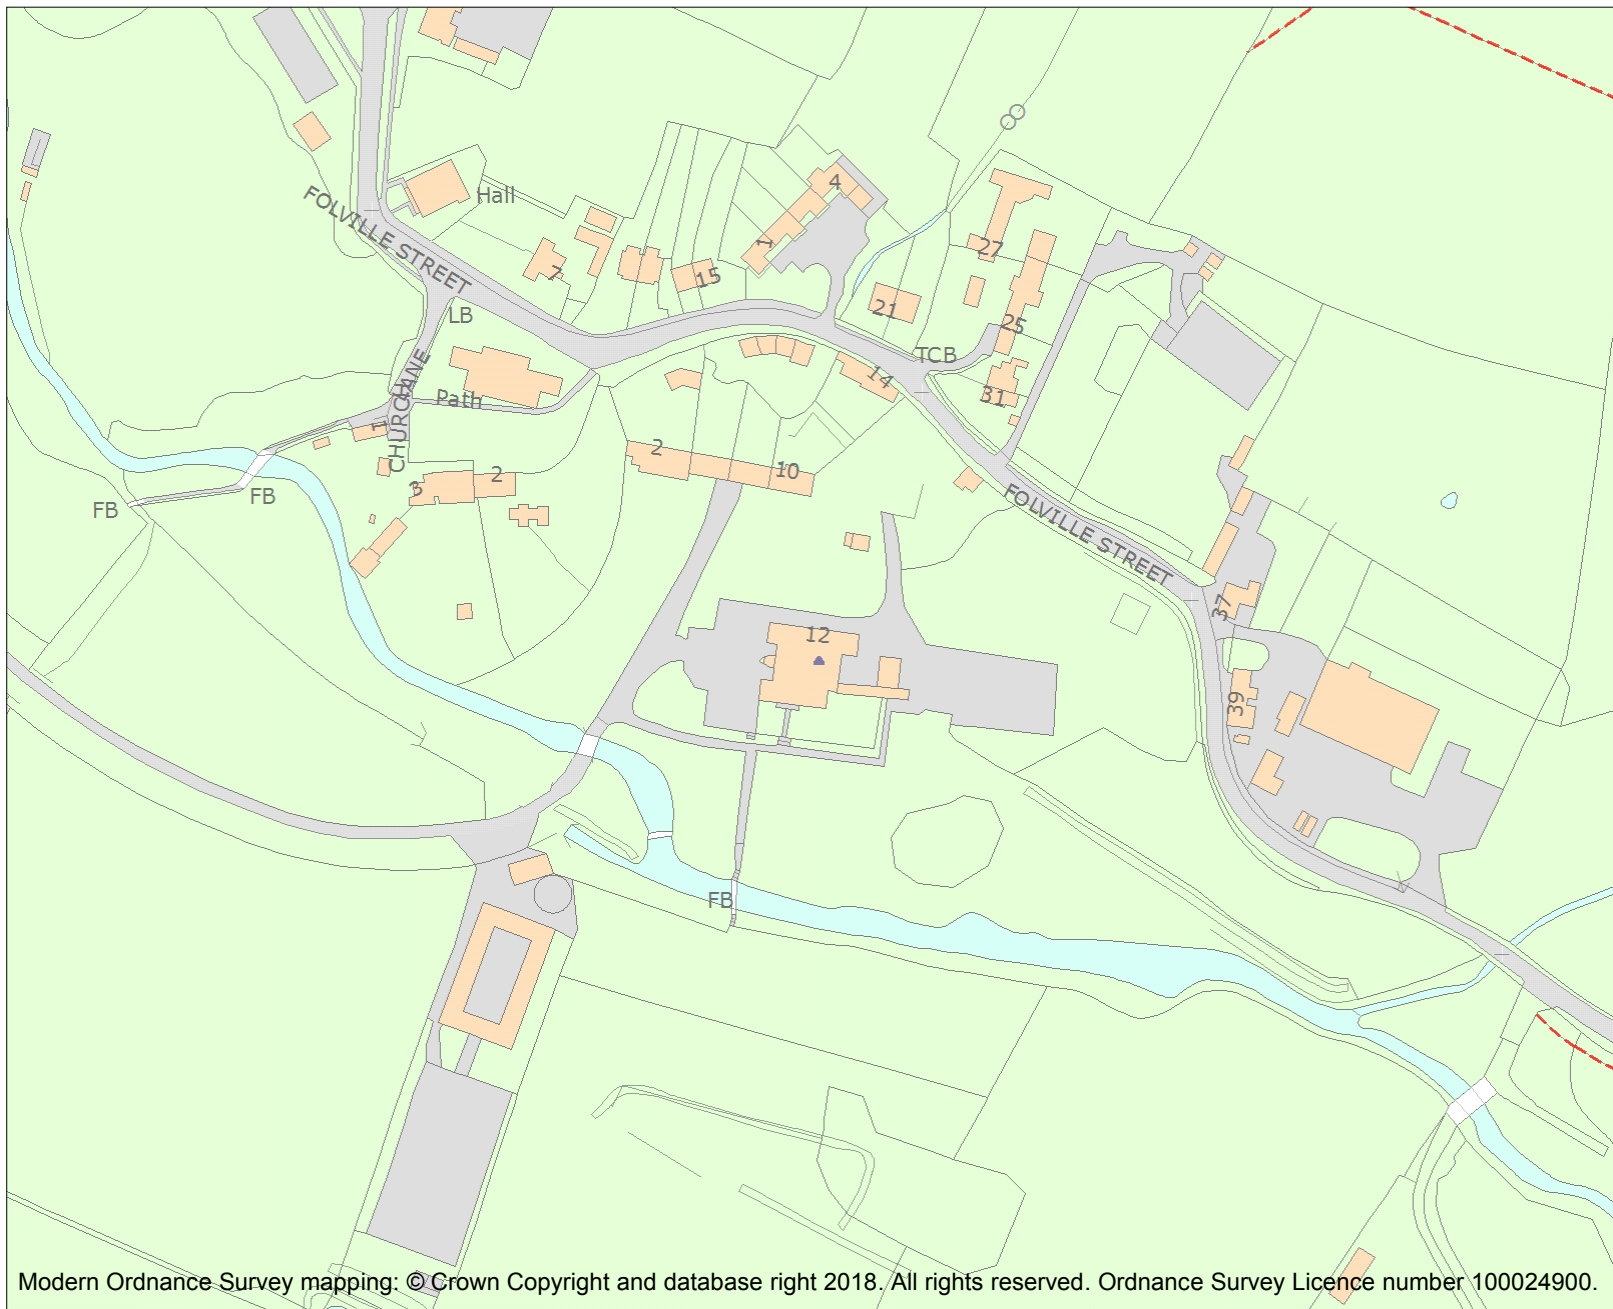 4
Hall
FOLVILLE STREET
1
27
7
15
21
LB
25
TCB
14
31
Path
CHURCH LANE
1
2
10
2
3
FB
FB
FOLVILLE STREET
37
12
39
FB
Modern Ordnance Survey mapping: © Crown Copyright and database right 2018. All rights reserved. Ordnance Survey Licence number 100024900.